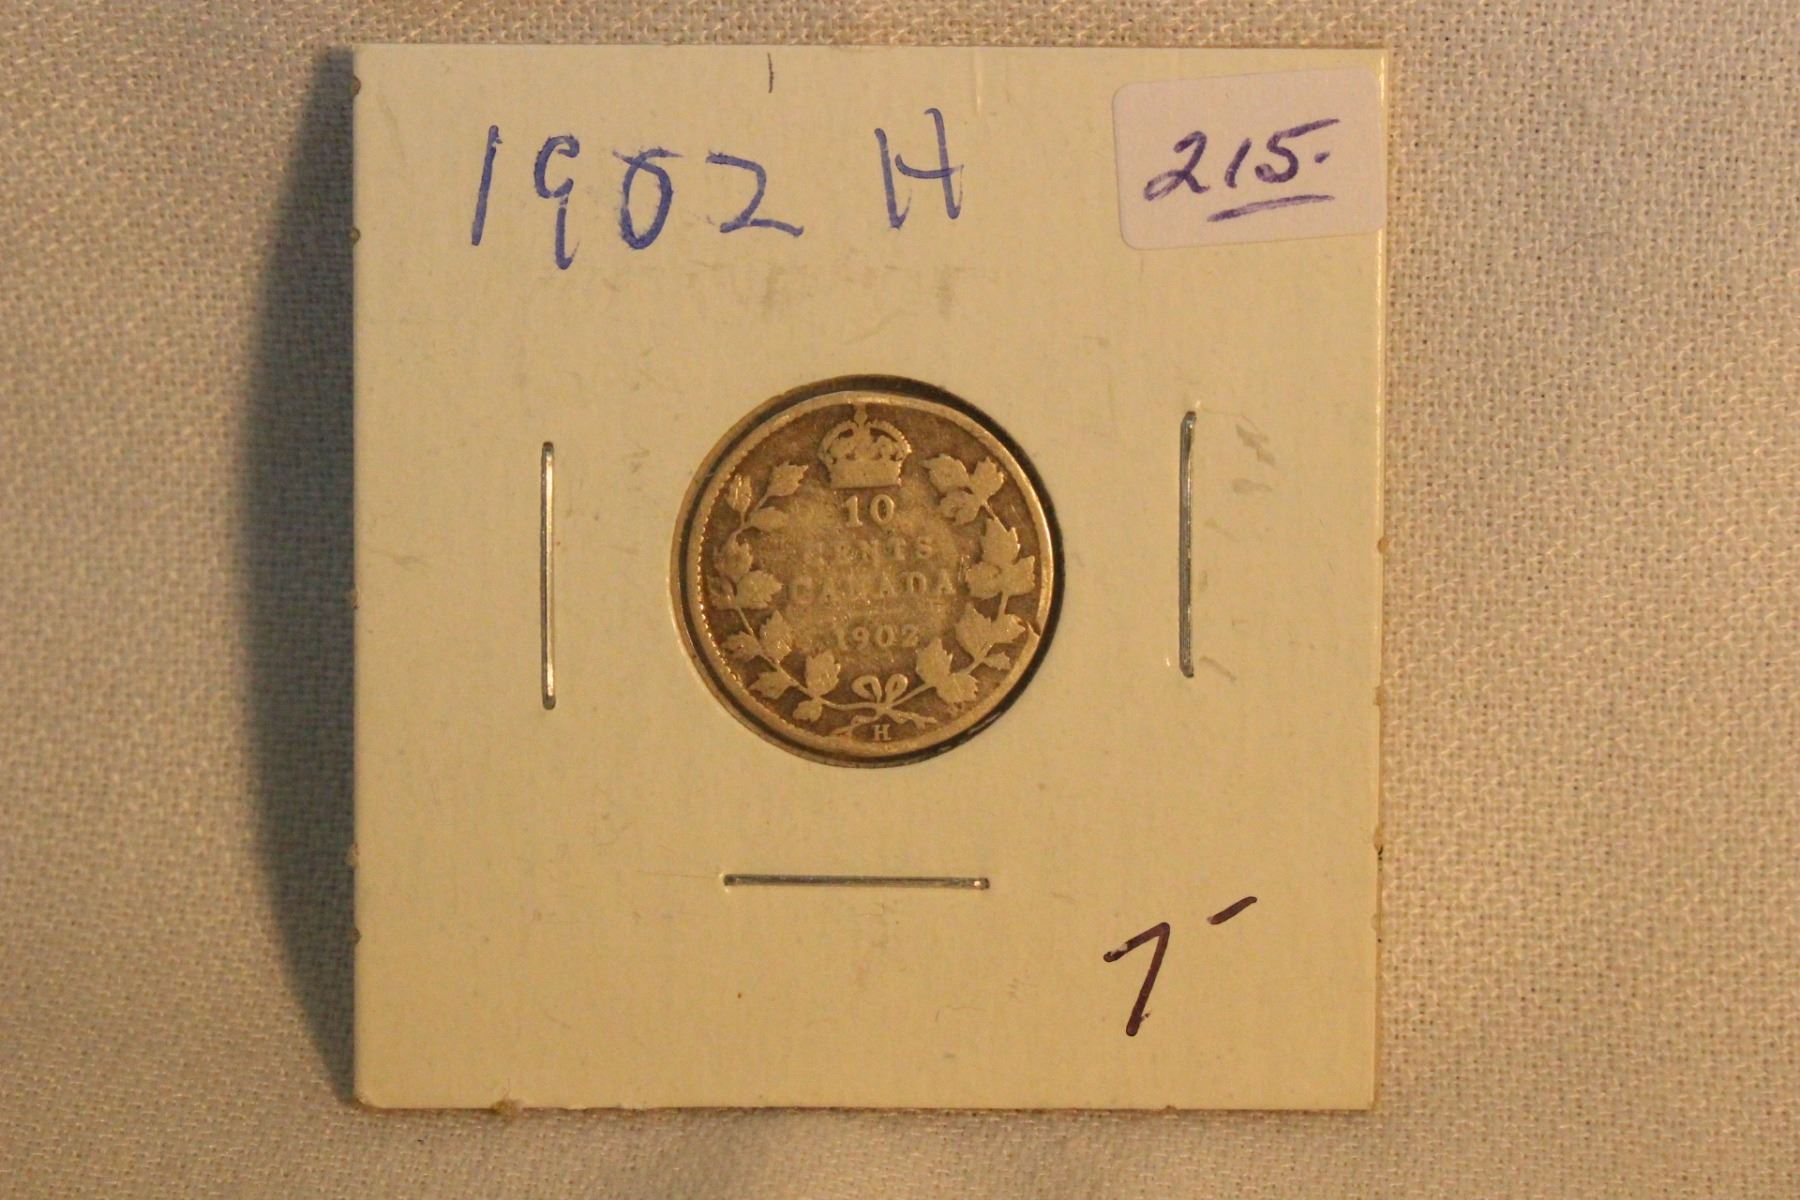 1902 H
215.
10
CENTS
CANADA
1902
H
7-